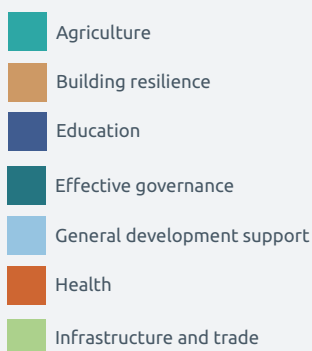 Agriculture
Building resilience
Education
Effective governance
General development support
Health
Infrastructure and trade